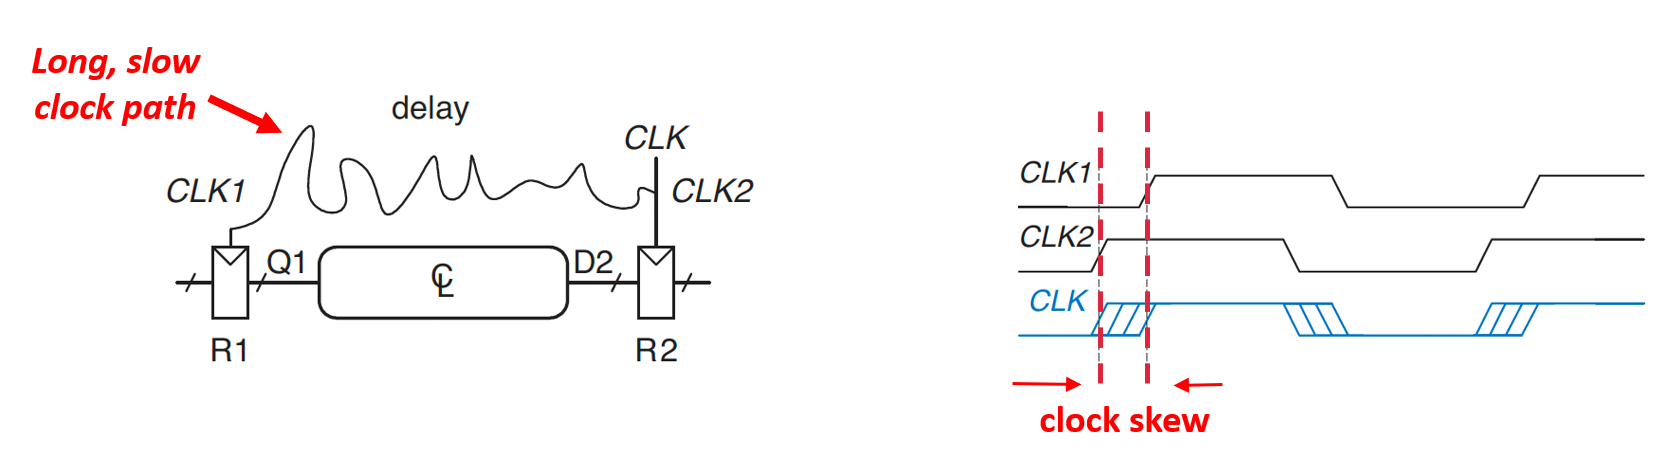 Long, slow
clock path
delay
CLK
CLK1
CLK2
Q1
CL
D2
R1
R2
CLK1
CLK2
CLK
clock skew